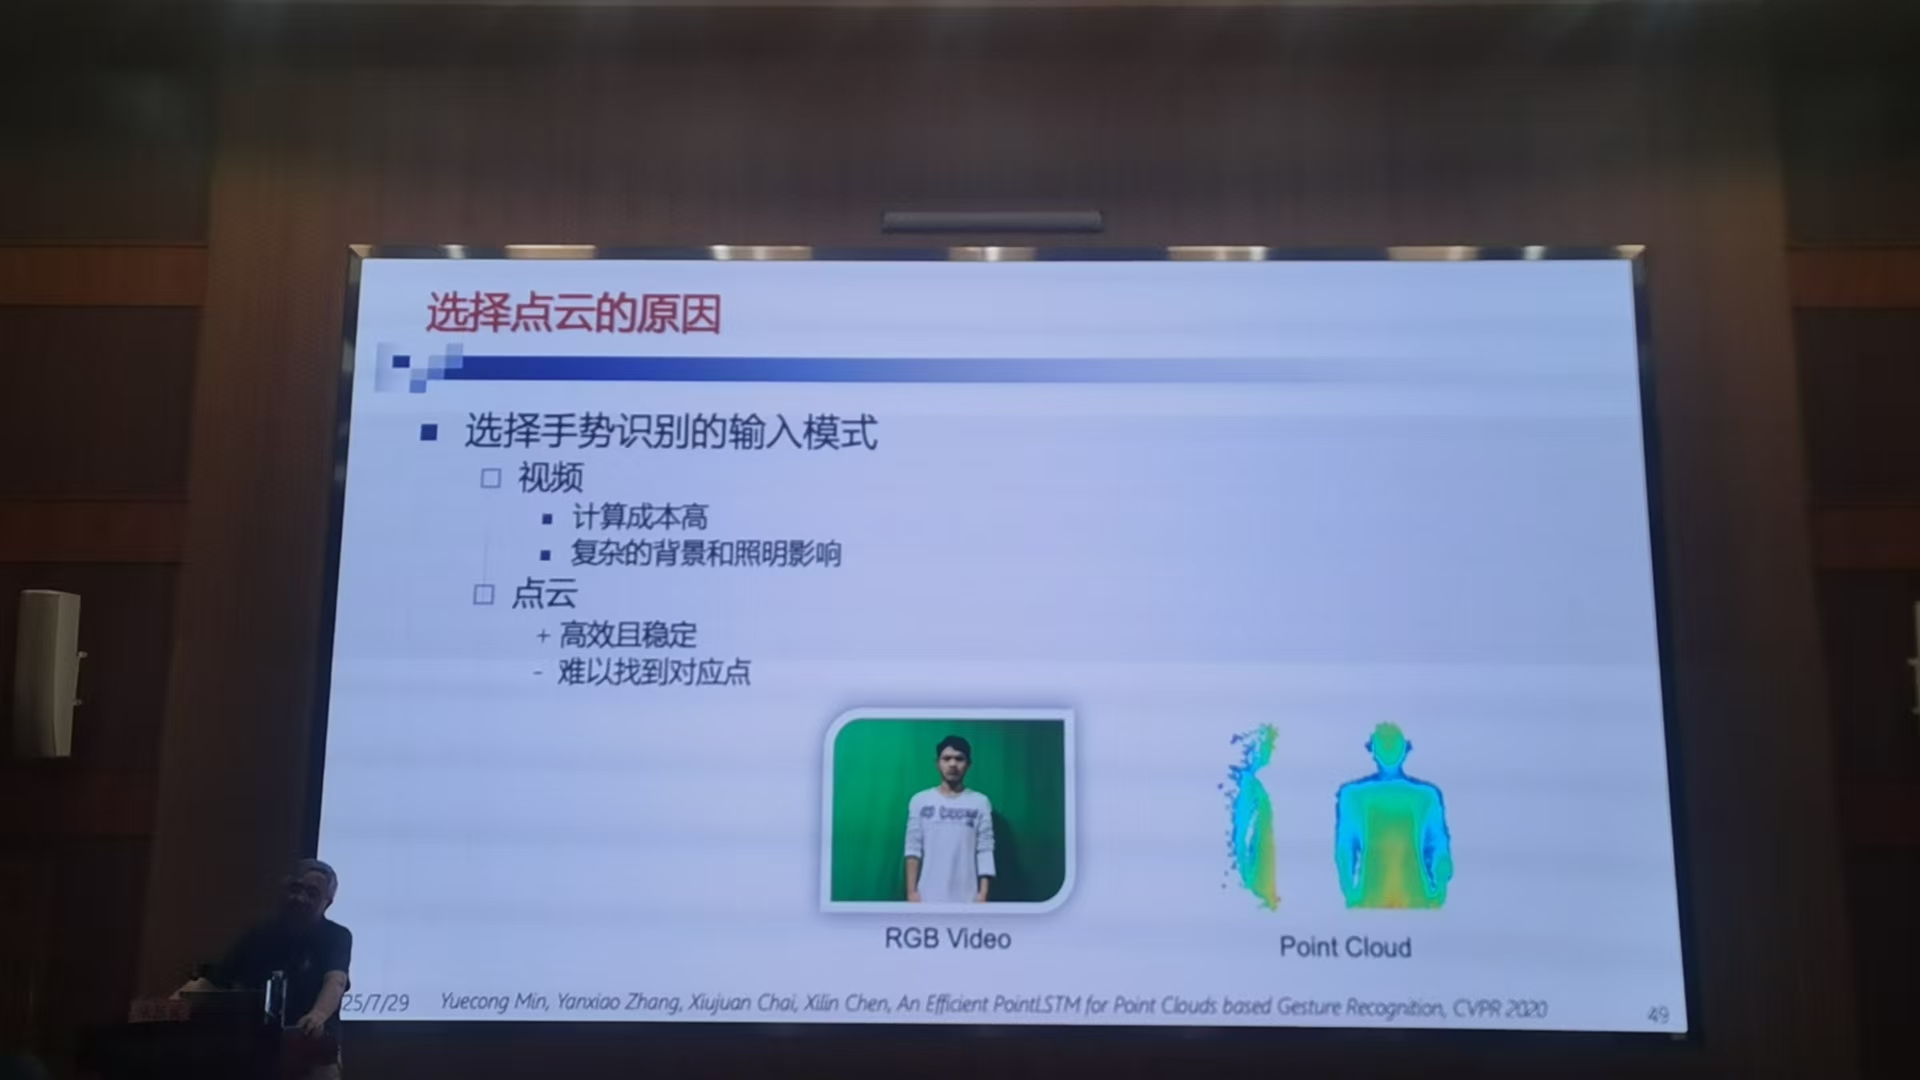 选择点云的原因
选择手势识别的输入模式
视频
计算成本高
复杂的背景和照明影响
点云
+ 高效且稳定
- 难以找到对应点
RGB Video
Point Cloud
25/7/29
Yuecong Min, Yanxiao Zhang, Xiujuan Chai, Xilin Chen, An Efficient PointLSTM for Point Clouds based Gesture Recognition, CVPR 2020
49